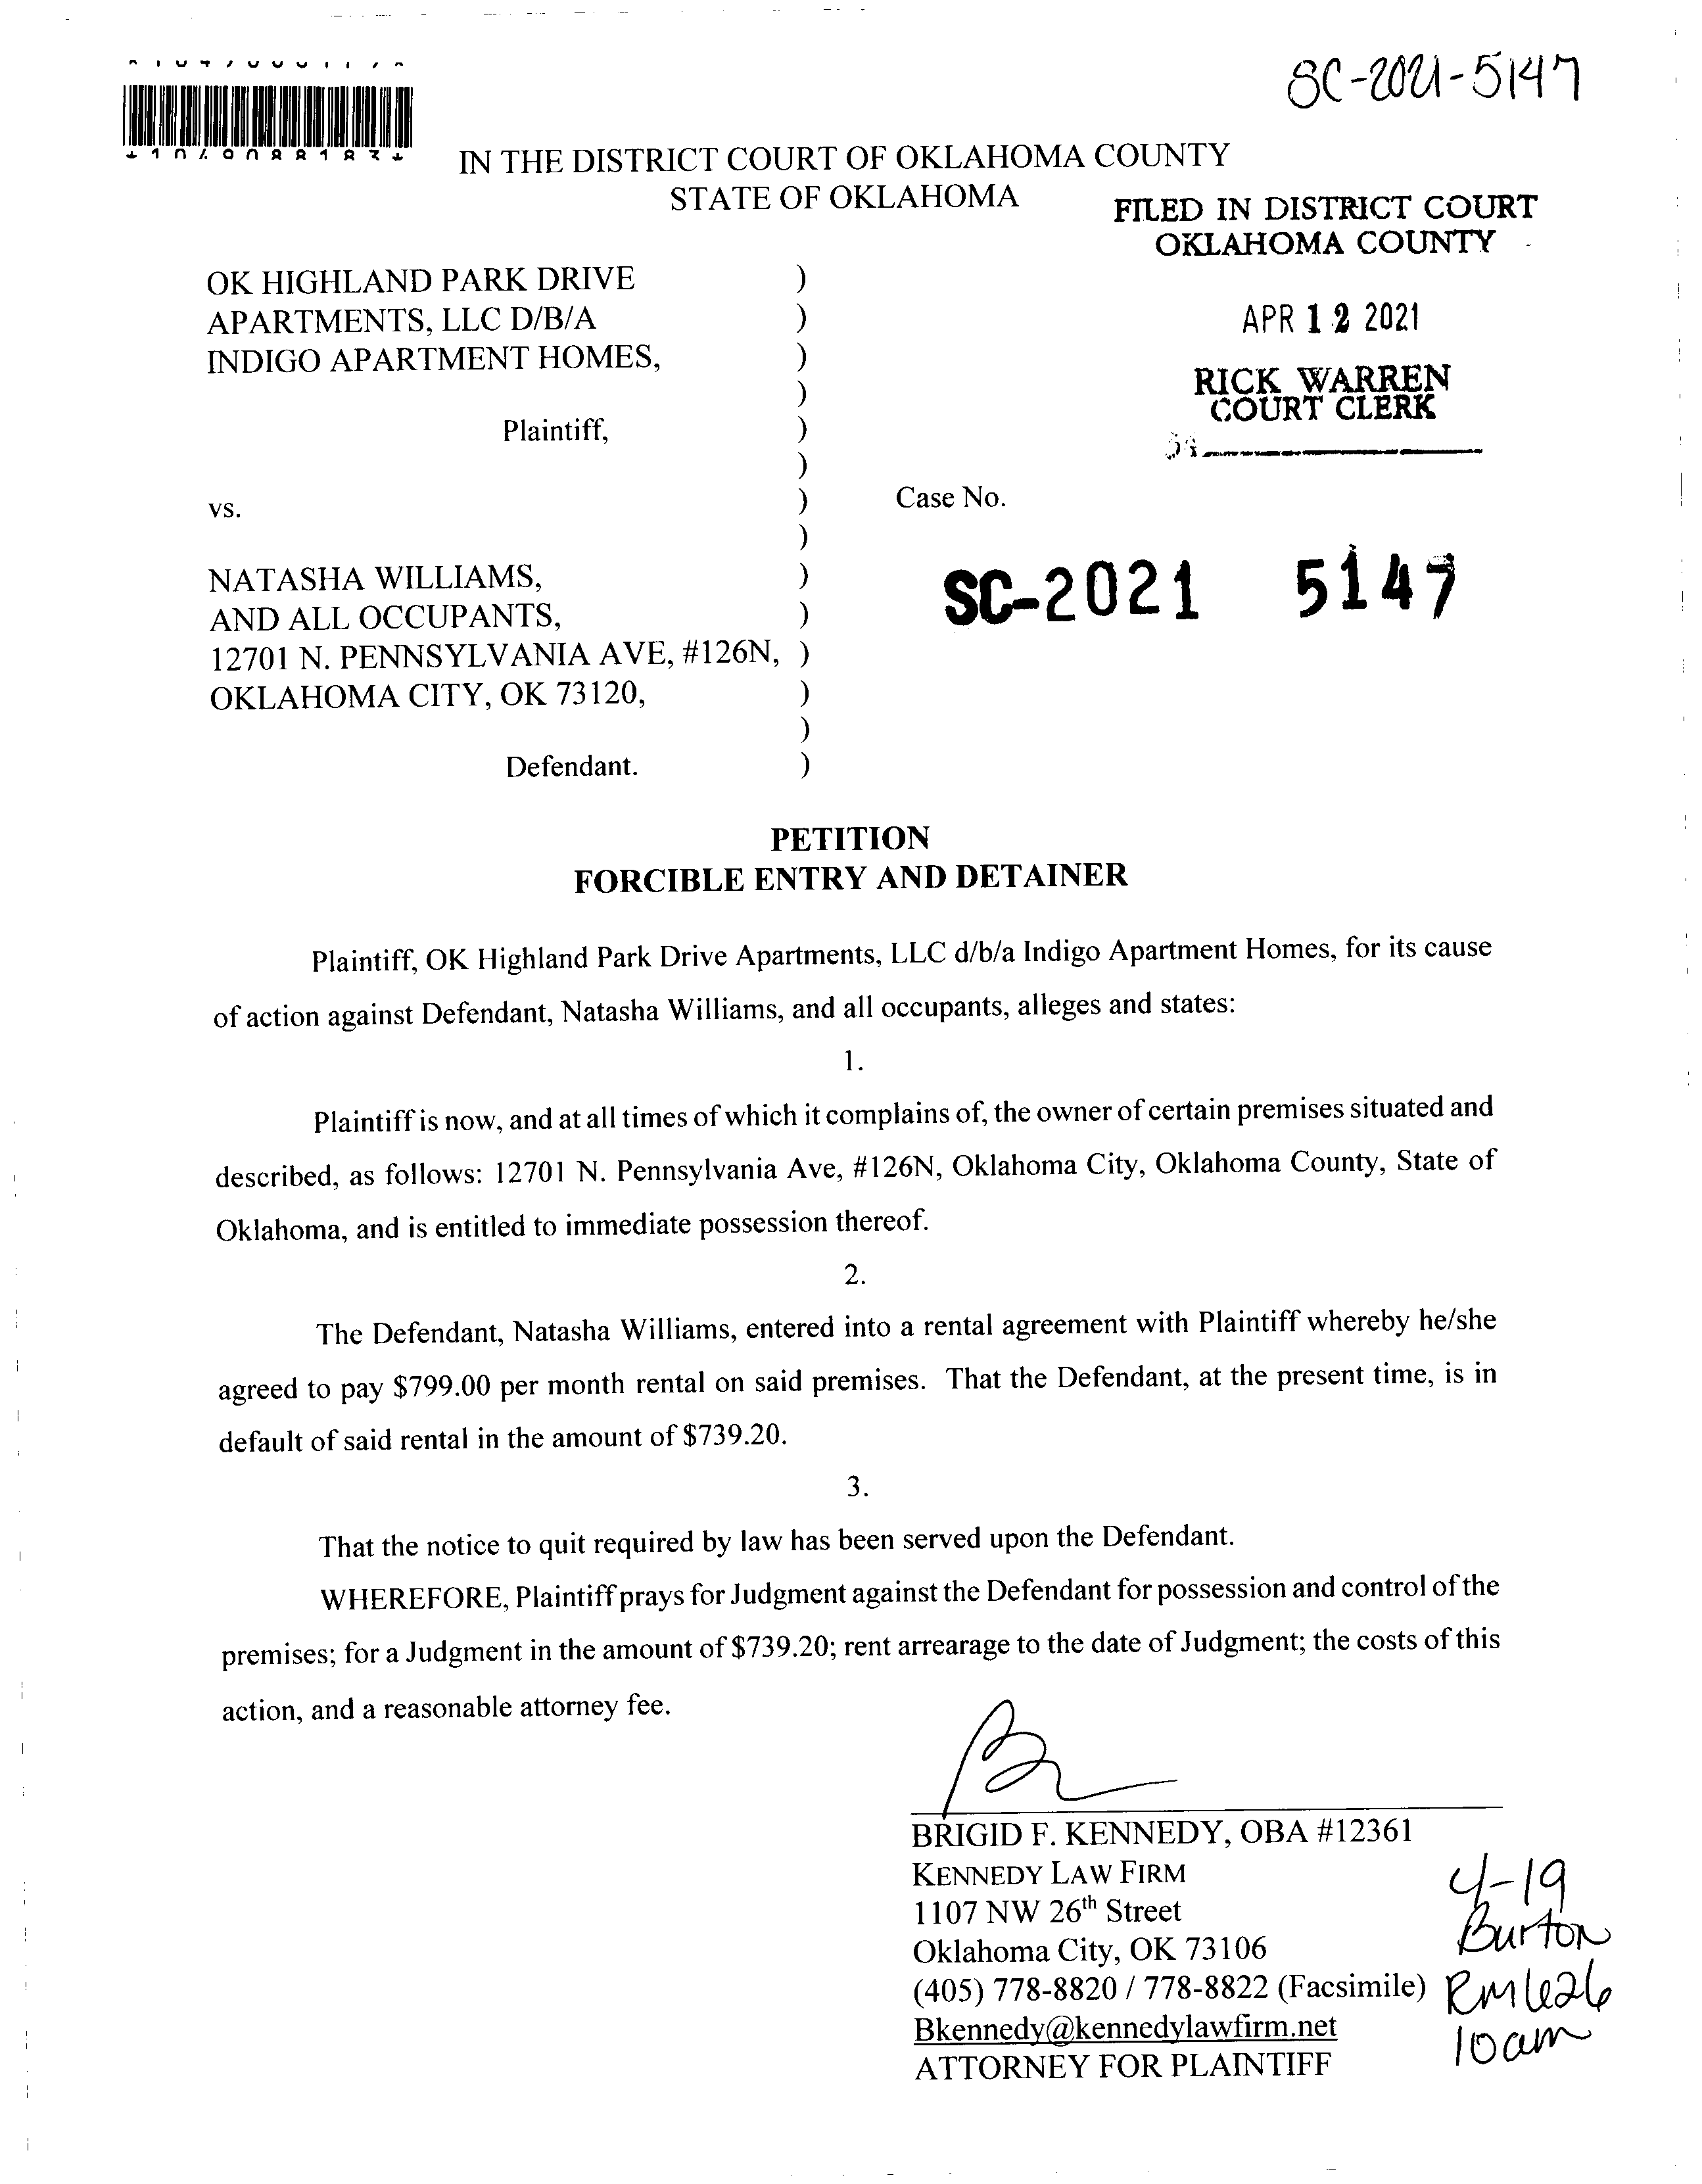 SC-2021-5147
IN THE DISTRICT COURT OF OKLAHOMA COUNTY
STATE OF OKLAHOMA
FILED IN DISTRICT COURT
OKLAHOMA COUNTY
APR 12 2021
RICK WARREN
COURT CLERK
OK HIGHLAND PARK DRIVE )
APARTMENTS, LLC D/B/A )
INDIGO APARTMENT HOMES, )
)
Plaintiff, )
)
vs. ) Case No.
)
NATASHA WILLIAMS, ) SC-2021 5147
AND ALL OCCUPANTS, )
12701 N. PENNSYLVANIA AVE, #126N, )
OKLAHOMA CITY, OK 73120, )
)
Defendant. )
PETITION
FORCIBLE ENTRY AND DETAINER
Plaintiff, OK Highland Park Drive Apartments, LLC d/b/a Indigo Apartment Homes, for its cause
of action against Defendant, Natasha Williams, and all occupants, alleges and states:
1.
Plaintiff is now, and at all times of which it complains of, the owner of certain premises situated and
described, as follows: 12701 N. Pennsylvania Ave, #126N, Oklahoma City, Oklahoma County, State of
Oklahoma, and is entitled to immediate possession thereof.
2.
The Defendant, Natasha Williams, entered into a rental agreement with Plaintiff whereby he/she
agreed to pay $799.00 per month rental on said premises. That the Defendant, at the present time, is in
default of said rental in the amount of $739.20.
3.
That the notice to quit required by law has been served upon the Defendant.
WHEREFORE, Plaintiff prays for Judgment against the Defendant for possession and control of the
premises; for a Judgment in the amount of $739.20; rent arrearage to the date of Judgment; the costs of this
action, and a reasonable attorney fee.
BRIGID F. KENNEDY, OBA #12361
KENNEDY LAW FIRM
1107 NW 26th Street
Oklahoma City, OK 73106
(405) 778-8820 / 778-8822 (Facsimile)
Bkennedy@kennedylawfirm.net
ATTORNEY FOR PLAINTIFF
4-19
Burton
RM 626
10am